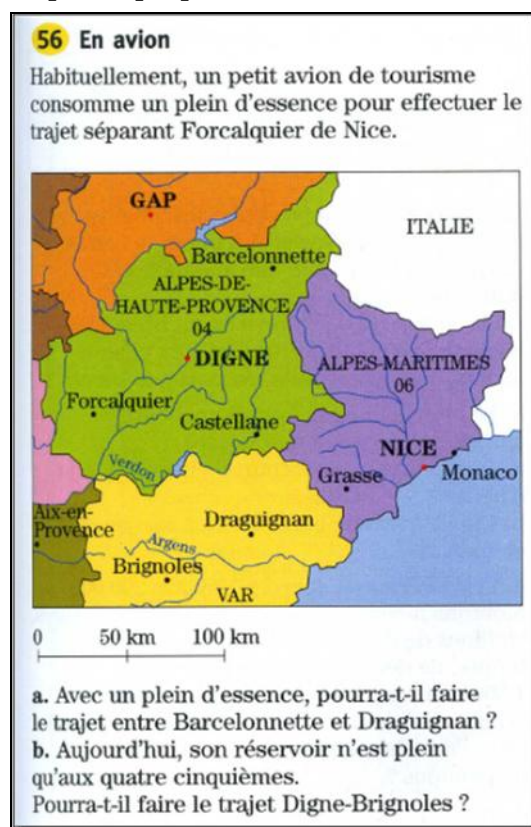 56 En avion
Habituellement, un petit avion de tourisme
consomme un plein d'essence pour effectuer le
trajet séparant Forcalquier de Nice.
GAP
ITALIE
Barcelonnette
ALPES-DE-
HAUTE-PROVENCE
04
DIGNE
ALPES-MARITIMES
06
Forcalquier
Castellane
NICE
Verdon
Grasse
Monaco
Aix-en-
Provence
Draguignan
Argens
Brignoles
VAR
0 50 km 100 km
a. Avec un plein d'essence, pourra-t-il faire
le trajet entre Barcelonnette et Draguignan ?
b. Aujourd'hui, son réservoir n'est plein
qu'aux quatre cinquièmes.
Pourra-t-il faire le trajet Digne-Brignoles ?